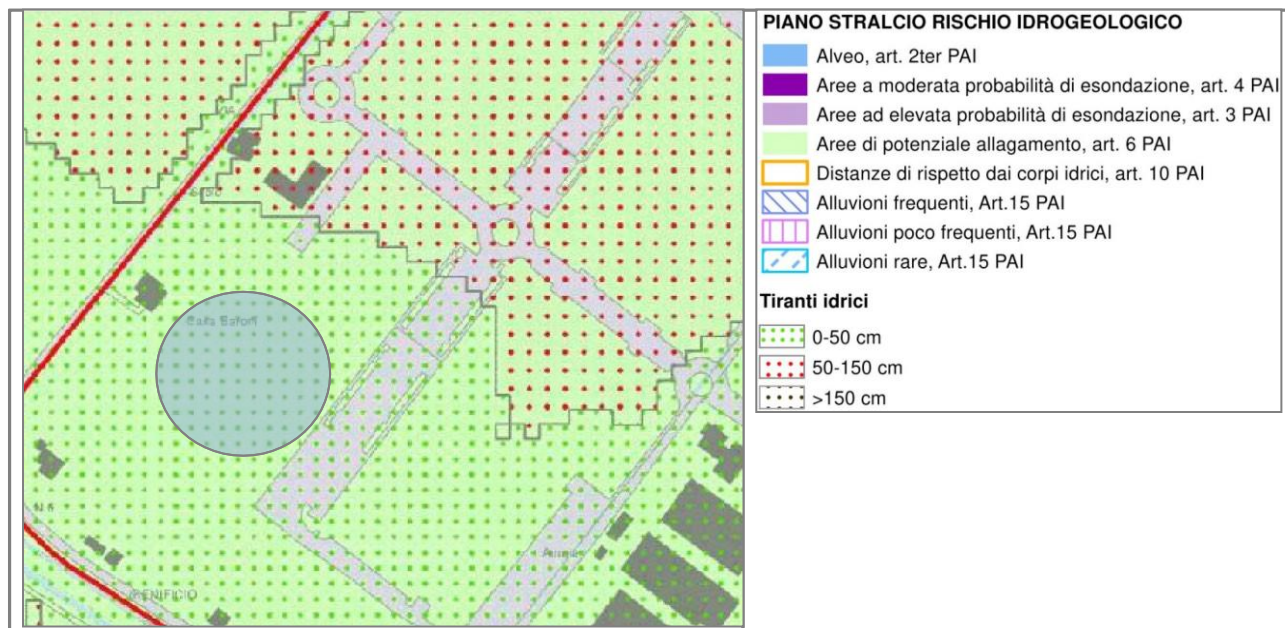 PIANO STRALCIO RISCHIO IDROGEOLOGICO
Alveo, art. 2ter PAI
Aree a moderata probabilità di esondazione, art. 4 PAI
Aree ad elevata probabilità di esondazione, art. 3 PAI
Aree di potenziale allagamento, art. 6 PAI
Distanze di rispetto dai corpi idrici, art. 10 PAI
Alluvioni frequenti, Art.15 PAI
Alluvioni poco frequenti, Art.15 PAI
Alluvioni rare, Art.15 PAI
Tiranti idrici
0-50 cm
50-150 cm
>150 cm